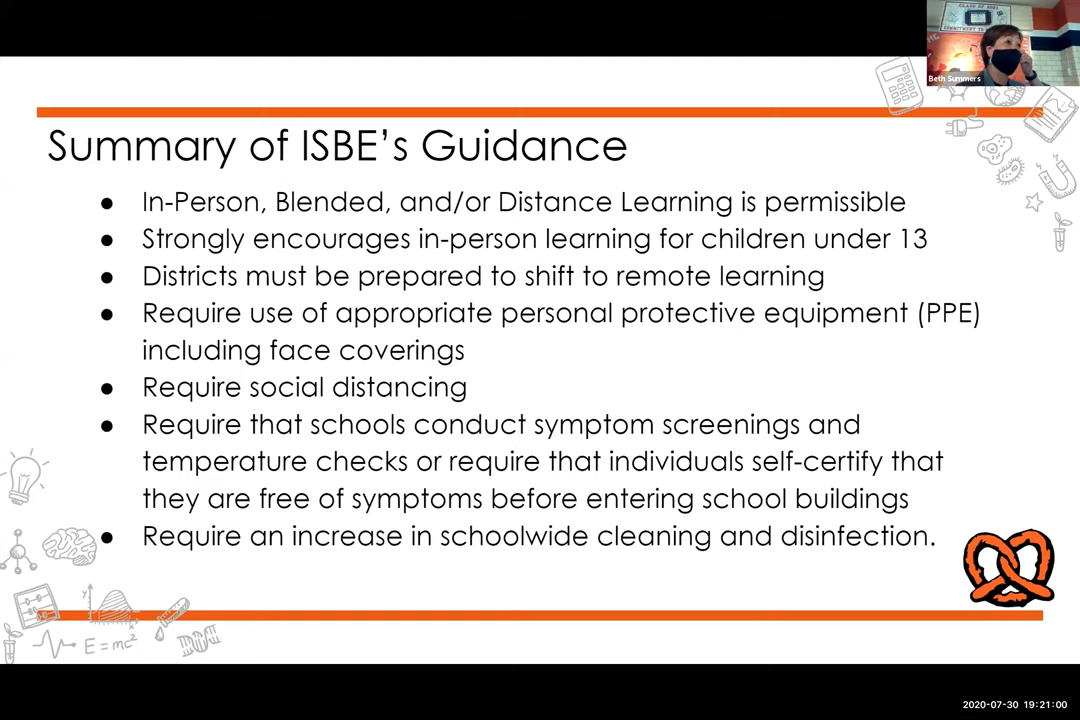 CLASS OF 2021
Beth Summers
Summary of ISBE’s Guidance
● In-Person, Blended, and/or Distance Learning is permissible
● Strongly encourages in-person learning for children under 13
● Districts must be prepared to shift to remote learning
● Require use of appropriate personal protective equipment (PPE)
including face coverings
● Require social distancing
● Require that schools conduct symptom screenings and
temperature checks or require that individuals self-certify that
they are free of symptoms before entering school buildings
● Require an increase in schoolwide cleaning and disinfection.
y
x
E=mc²
2020-07-30 19:21:00